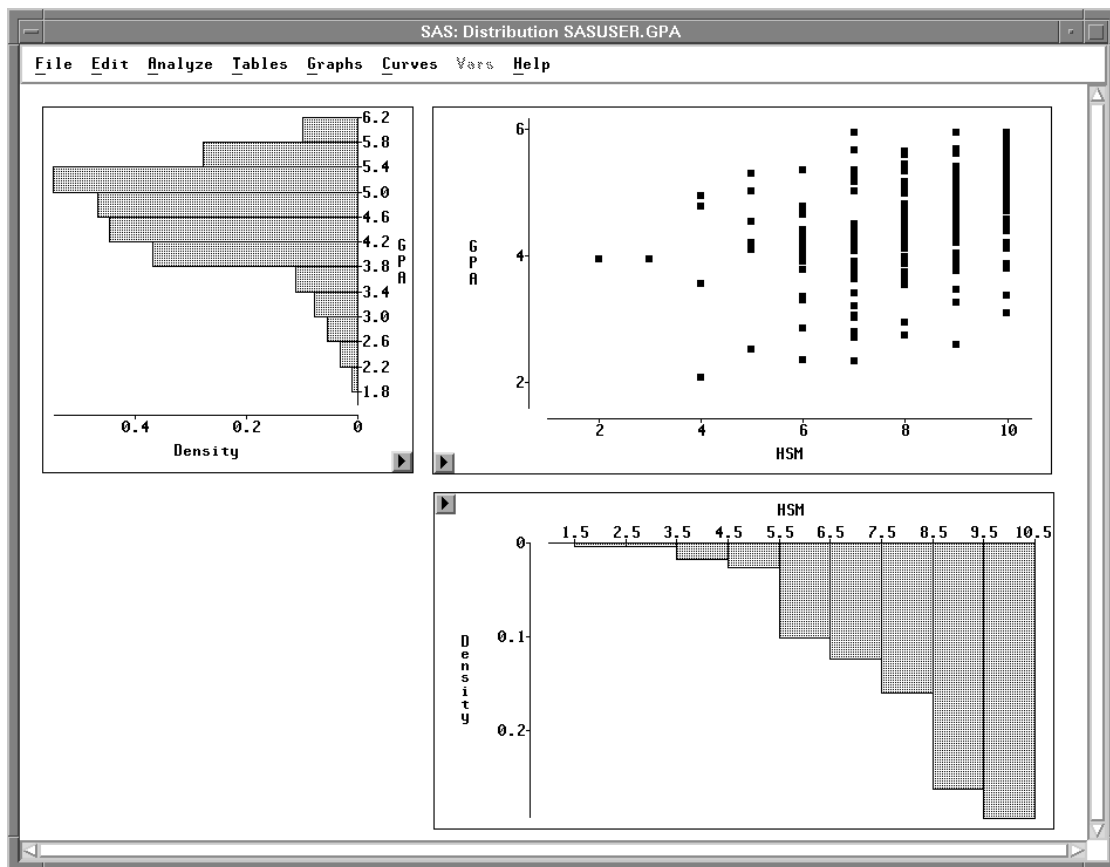 SAS: Distribution SASUSER.GPA
File Edit Analyze Tables Graphs Curves Vars Help
6.2
5.8
5.4
5.0
4.6
4.2
3.8
3.4
3.0
2.6
2.2
1.8
GPA
0.4 0.2 0
Density
6
4
2
GPA
2 4 6 8 10
HSM
HSM
1.5 2.5 3.5 4.5 5.5 6.5 7.5 8.5 9.5 10.5
0
0.1
0.2
Density